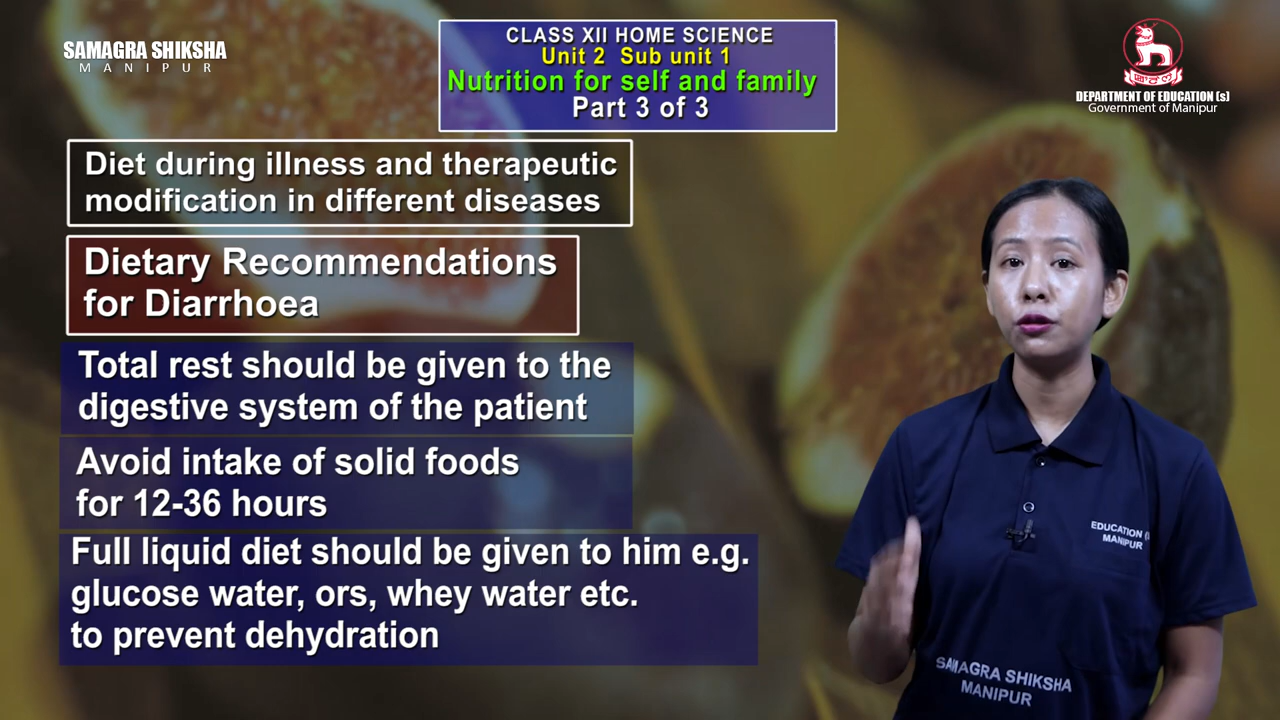 SAMAGRA SHIKSHA
MANIPUR
CLASS XII HOME SCIENCE
Unit 2 Sub unit 1
Nutrition for self and family
Part 3 of 3
DEPARTMENT OF EDUCATION (s)
Government of Manipur
Diet during illness and therapeutic
modification in different diseases
Dietary Recommendations
for Diarrhoea
Total rest should be given to the
digestive system of the patient
Avoid intake of solid foods
for 12-36 hours
Full liquid diet should be given to him e.g.
glucose water, ors, whey water etc.
to prevent dehydration
EDUCATION
MANIPUR
SAMAGRA SHIKSHA
MANIPUR